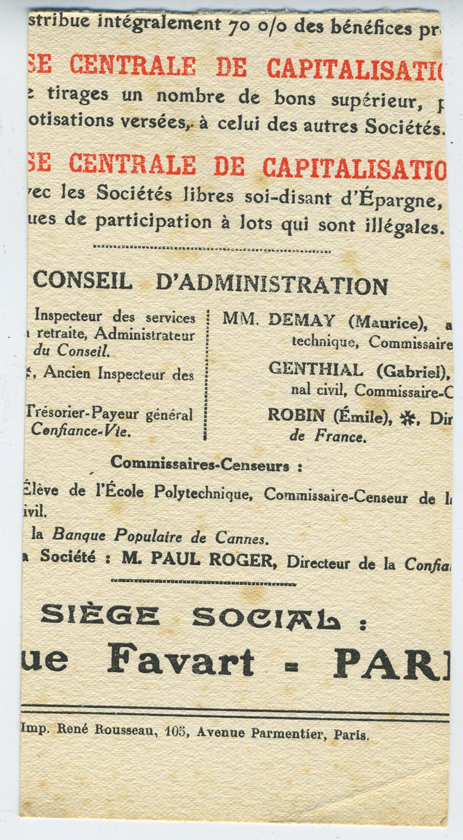 stribue intégralement 70 o/o des bénéfices pr
SE CENTRALE DE CAPITALISATIO
e tirages un nombre de bons supérieur, p
otisations versées, à celui des autres Sociétés.
SE CENTRALE DE CAPITALISATIO
vec les Sociétés libres soi-disant d'Épargne,
ues de participation à lots qui sont illégales.
CONSEIL D'ADMINISTRATION
Inspecteur des services
retraite, Administrateur
du Conseil.
, Ancien Inspecteur des
Trésorier-Payeur général
Confiance-Vie.
MM. DEMAY (Maurice), a
technique, Commissaire
GENTHIAL (Gabriel),
nal civil, Commissaire-C
ROBIN (Émile), ✻, Dir
de France.
Commissaires-Censeurs :
Élève de l'École Polytechnique, Commissaire-Censeur de l
ivil.
la Banque Populaire de Cannes.
a Société : M. PAUL ROGER, Directeur de la Confia
SIÈGE SOCIAL :
ue Favart - PARI
Imp. René Rousseau, 105, Avenue Parmentier, Paris.